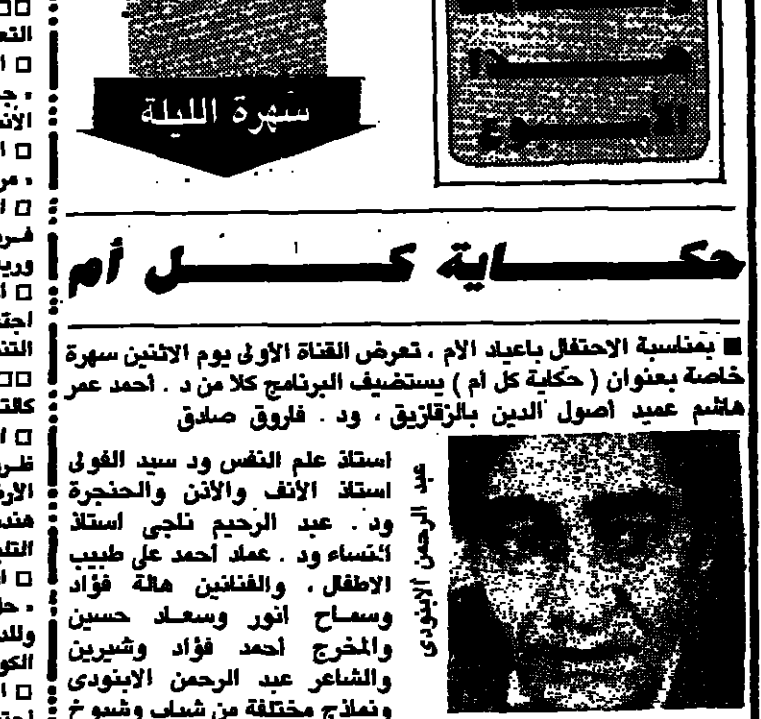 سهرة الليلة
حكاية كل أم
■ بمناسبة الاحتفال باعياد الام ، تعرض القناة الأولى يوم الاثنين سهرة
خاصة بعنوان ( حكاية كل أم ) يستضيف البرنامج كلا من د . أحمد عمر
هاشم عميد أصول الدين بالزقازيق ، ود . فاروق صادق
استاذ علم النفس ود سيد الفولى
استاذ الأنف والأذن والحنجرة
ود . عبد الرحيم ناجى استاذ
النساء ود . عماد أحمد على طبيب
الاطفال ، والفنانين هالة فؤاد
وسماح انور وسعاد حسين
والمخرج أحمد فؤاد وشيرين
والشاعر عبد الرحمن الابنودى
ونماذج مختلفة من شباب وشيوخ
عبد الرحمن الابنودى